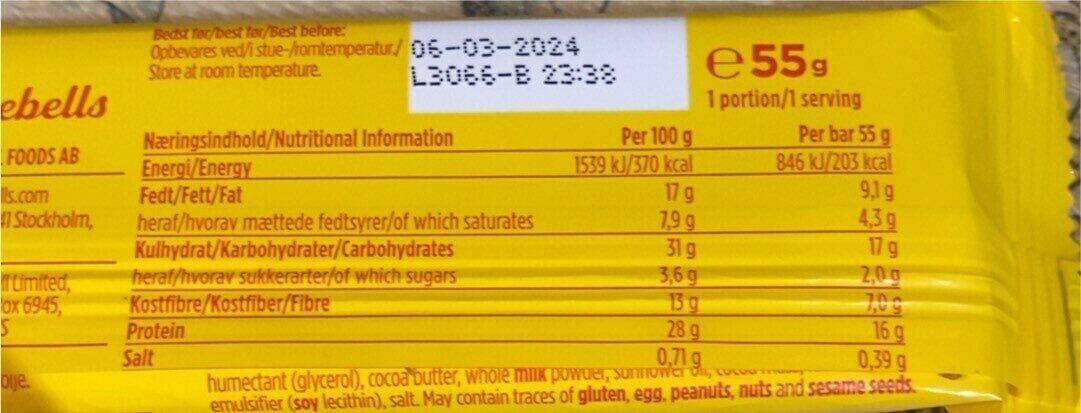 Bedst før/best før/Best before:
Opbevares ved/i stue-/romtemperatur./
Store at room temperature.
06-03-2024
L3066-B 23:38
e 55g
1 portion/1 serving
ebells
FOODS AB
lls.com
41 Stockholm,
Limited,
ox 6945,
S
olje.
Næringsindhold/Nutritional Information Per 100 g Per bar 55 g
Energi/Energy 1539 kJ/370 kcal 846 kJ/203 kcal
Fedt/Fett/Fat 17 g 9,1 g
heraf/hvorav mættede fedtsyrer/of which saturates 7,9 g 4,3 g
Kulhydrat/Karbohydrater/Carbohydrates 31 g 17 g
heraf/hvorav sukkerarter/of which sugars 3,6 g 2,0 g
Kostfibre/Kostfiber/Fibre 13 g 7,0 g
Protein 28 g 16 g
Salt 0,71 g 0,39 g
humectant (glycerol), cocoa butter, whole milk powder, sunflower oil,
emulsifier (soy lecithin), salt. May contain traces of gluten, egg, peanuts, nuts and sesame seeds.